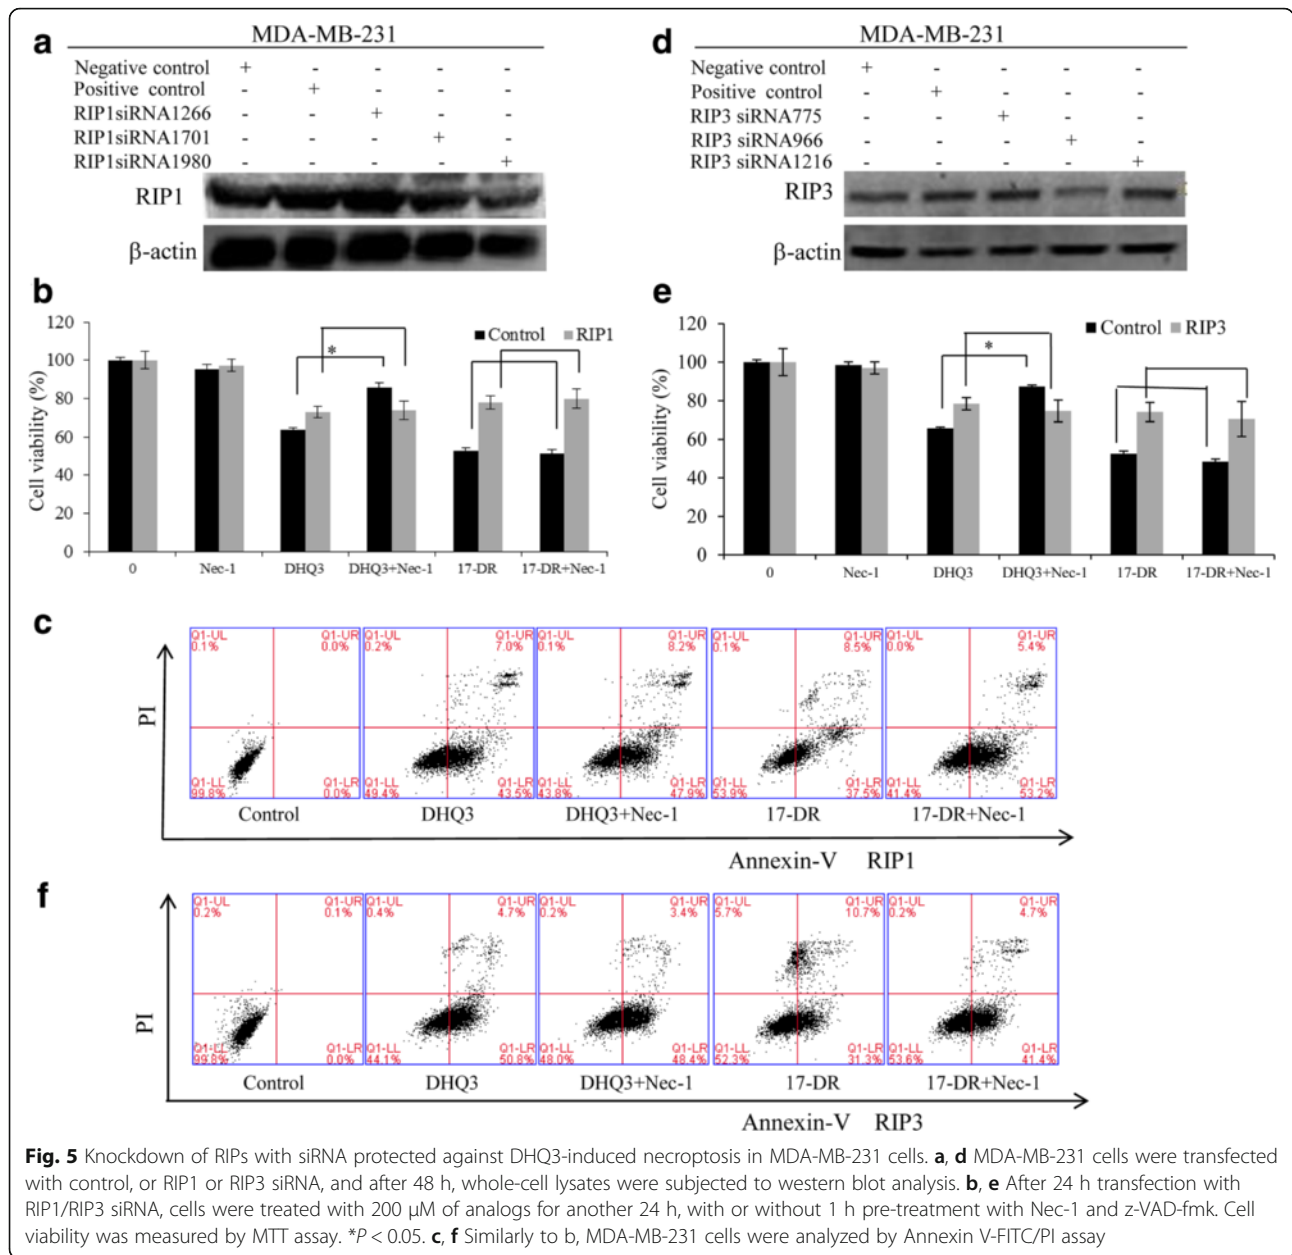 a
MDA-MB-231
Negative control + - - - -
Positive control - + - - -
RIP1siRNA1266 - - + - -
RIP1siRNA1701 - - - + -
RIP1siRNA1980 - - - - +
RIP1
β-actin
d
MDA-MB-231
Negative control + - - - -
Positive control - + - - -
RIP3 siRNA775 - - + - -
RIP3 siRNA966 - - - + -
RIP3 siRNA1216 - - - - +
RIP3
β-actin
b
Cell viability (%)
120
100
80
60
40
20
0
Control RIP1
*
0 Nec-1 DHQ3 DHQ3+Nec-1 17-DR 17-DR+Nec-1
e
Cell viability (%)
120
100
80
60
40
20
0
Control RIP3
*
0 Nec-1 DHQ3 DHQ3+Nec-1 17-DR 17-DR+Nec-1
c
PI
Q1-UL Q1-UR Q1-UL Q1-UR Q1-UL Q1-UR Q1-UL Q1-UR Q1-UL Q1-UR
0.1% 0.0% 0.2% 7.0% 0.1% 8.2% 0.1% 8.5% 0.0% 5.4%
Q1-LL Q1-LR Q1-LL Q1-LR Q1-LL Q1-LR Q1-LL Q1-LR Q1-LL Q1-LR
99.8% 0.0% 49.4% 43.5% 43.8% 47.9% 53.9% 37.5% 41.4% 53.2%
Control DHQ3 DHQ3+Nec-1 17-DR 17-DR+Nec-1
Annexin-V RIP1
f
PI
Q1-UL Q1-UR Q1-UL Q1-UR Q1-UL Q1-UR Q1-UL Q1-UR Q1-UL Q1-UR
0.2% 0.1% 0.4% 4.7% 0.2% 3.4% 5.7% 10.7% 0.2% 4.7%
Q1-LL Q1-LR Q1-LL Q1-LR Q1-LL Q1-LR Q1-LL Q1-LR Q1-LL Q1-LR
99.8% 0.0% 44.1% 50.8% 48.0% 48.4% 52.3% 31.3% 53.6% 41.4%
Control DHQ3 DHQ3+Nec-1 17-DR 17-DR+Nec-1
Annexin-V RIP3
Fig. 5 Knockdown of RIPs with siRNA protected against DHQ3-induced necroptosis in MDA-MB-231 cells. a, d MDA-MB-231 cells were transfected
with control, or RIP1 or RIP3 siRNA, and after 48 h, whole-cell lysates were subjected to western blot analysis. b, e After 24 h transfection with
RIP1/RIP3 siRNA, cells were treated with 200 μM of analogs for another 24 h, with or without 1 h pre-treatment with Nec-1 and z-VAD-fmk. Cell
viability was measured by MTT assay. *P < 0.05. c, f Similarly to b, MDA-MB-231 cells were analyzed by Annexin V-FITC/PI assay